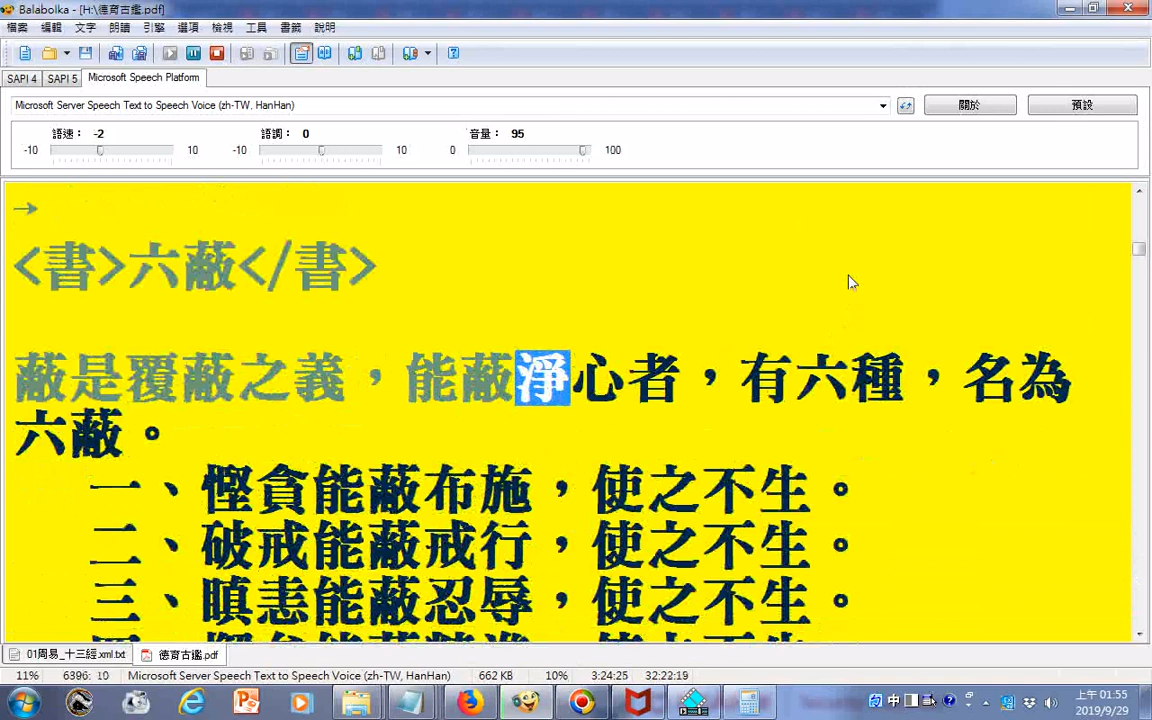 Balabolka - [H:\德育古鑑.pdf]
檔案 編輯 文字 朗讀 引擎 選項 檢視 工具 書籤 說明
SAPI 4 SAPI 5 Microsoft Speech Platform
Microsoft Server Speech Text to Speech Voice (zh-TW, HanHan)
關於 預設
語速: -2 語調: 0 音量: 95
-10 10 -10 10 0 100
→
<書>六蔽</書>
蔽是覆蔽之義，能蔽淨心者，有六種，名為
六蔽。
一、慳貪能蔽布施，使之不生。
二、破戒能蔽戒行，使之不生。
三、瞋恚能蔽忍辱，使之不生。
01周易_十三經.xml.txt 德育古鑑.pdf
11% 6396: 10 Microsoft Server Speech Text to Speech Voice (zh-TW, HanHan) 662 KB 10% 3:24:25 32:22:19
中
上午 01:55
2019/9/29